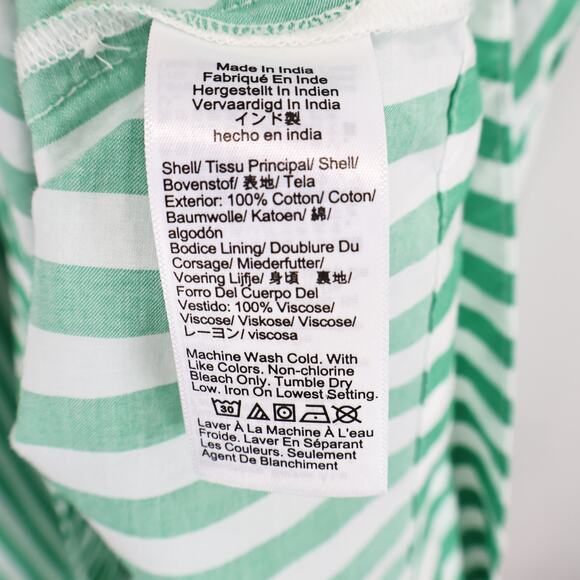 Made In India
Fabriqué En Inde
Hergestellt In Indien
Vervaardigd In India
インド製
hecho en india
Shell/ Tissu Principal/ Shell/
Bovenstof/ 表地/ Tela
Exterior: 100% Cotton/ Coton/
Baumwolle/ Katoen/ 綿/
algodón
Bodice Lining/ Doublure Du
Corsage/ Miederfutter/
Voering Lijfje/ 身頃 裏地/
Forro Del Cuerpo Del
Vestido: 100% Viscose/
Viscose/ Viskose/ Viscose/
レーヨン/ viscosa
Machine Wash Cold. With
Like Colors. Non-chlorine
Bleach Only. Tumble Dry
Low. Iron On Lowest Setting.
30
Laver À La Machine À L'eau
Froide. Laver En Séparant
Les Couleurs. Seulement
Agent De Blanchiment